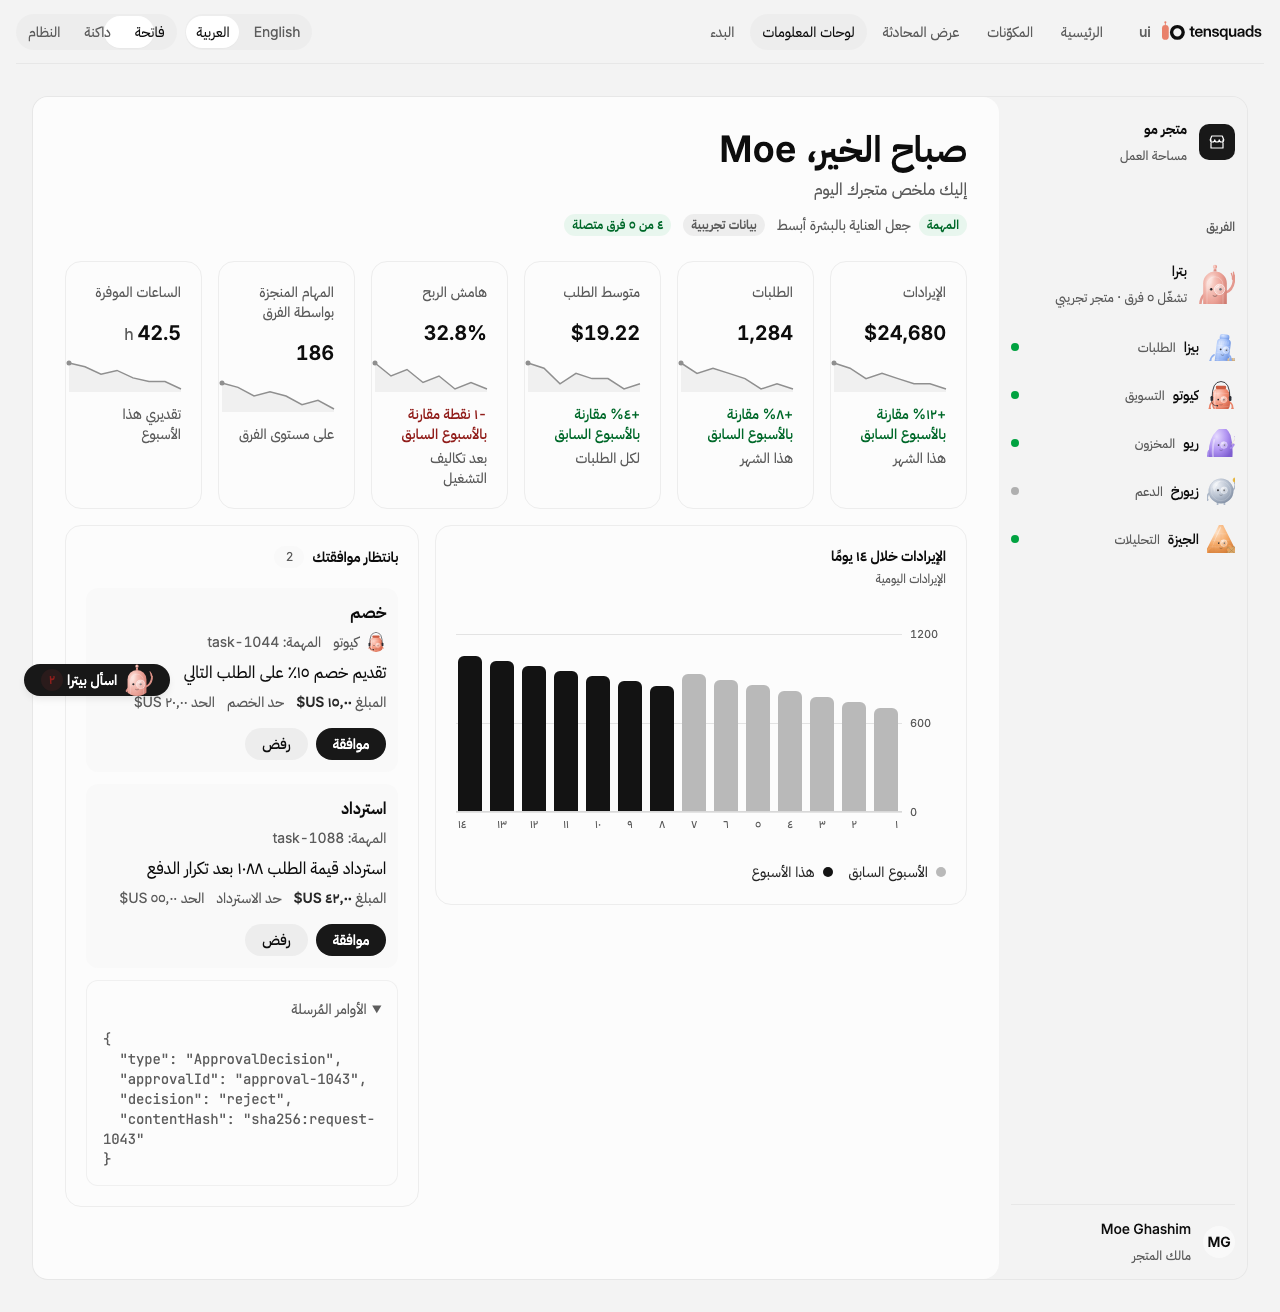 tensquads ui
الرئيسية
المكوّنات
عرض المحادثة
لوحات المعلومات
البدء
English
العربية
فاتحة
داكنة
النظام
متجر مو
مساحة العمل
الفريق
بترا
تشغّل ٥ فرق · متجر تجريبي
بيزا الطلبات
كيوتو التسويق
ريو المخزون
زيورخ الدعم
الجيزة التحليلات
Moe Ghashim
MG
مالك المتجر
صباح الخير، Moe
إليك ملخص متجرك اليوم
المهمة جعل العناية بالبشرة أبسط بيانات تجريبية ٤ من ٥ فرق متصلة
الإيرادات
$24,680
+١٢% مقارنة
بالأسبوع السابق
هذا الشهر
الطلبات
1,284
+٨% مقارنة
بالأسبوع السابق
هذا الشهر
متوسط الطلب
$19.22
+٤% مقارنة
بالأسبوع السابق
لكل الطلبات
هامش الربح
32.8%
-١ نقطة مقارنة
بالأسبوع السابق
بعد تكاليف
التشغيل
المهام المنجزة
بواسطة الفرق
186
على مستوى الفرق
الساعات الموفرة
42.5 h
تقديري هذا
الأسبوع
الإيرادات خلال ١٤ يومًا
الإيرادات اليومية
1200
600
0
١ ٢ ٣ ٤ ٥ ٦ ٧ ٨ ٩ ١٠ ١١ ١٢ ١٣ ١٤
الأسبوع السابق هذا الأسبوع
بانتظار موافقتك 2
خصم
كيوتو المهمة: task-1044
تقديم خصم ١٥٪ على الطلب التالي
المبلغ ١٥,٠٠ US$ حد الخصم الحد ٢٠,٠٠ US$
موافقة رفض
اسأل بيترا ٢
استرداد
المهمة: task-1088
استرداد قيمة الطلب ١٠٨٨ بعد تكرار الدفع
المبلغ ٤٢,٠٠ US$ حد الاسترداد الحد ٥٥,٠٠ US$
موافقة رفض
▼ الأوامر المُرسلة
{
"type": "ApprovalDecision",
"approvalId": "approval-1043",
"decision": "reject",
"contentHash": "sha256:request-
1043"
}